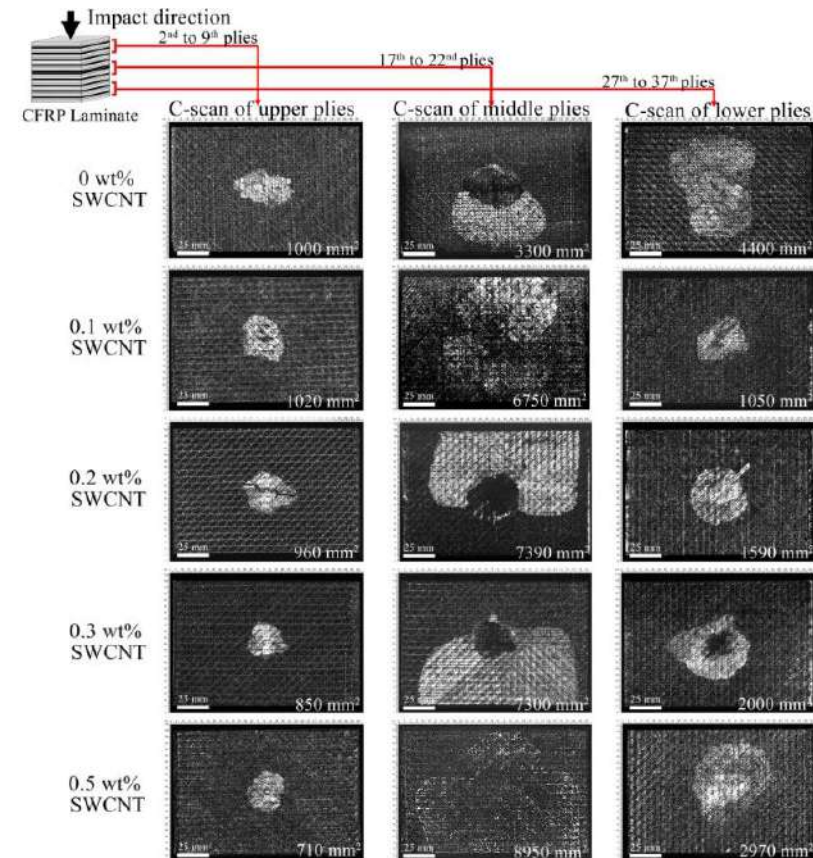 Impact direction
2nd to 9th plies
17th to 22nd plies
27th to 37th plies
CFRP Laminate
C-scan of upper plies
C-scan of middle plies
C-scan of lower plies
0 wt%
SWCNT
25 mm
1000 mm²
25 mm
3300 mm²
25 mm
4400 mm²
0.1 wt%
SWCNT
25 mm
1020 mm²
25 mm
6750 mm²
25 mm
1050 mm²
0.2 wt%
SWCNT
25 mm
960 mm²
25 mm
7390 mm²
25 mm
1590 mm²
0.3 wt%
SWCNT
25 mm
850 mm²
25 mm
7300 mm²
25 mm
2000 mm²
0.5 wt%
SWCNT
25 mm
710 mm²
25 mm
8950 mm²
25 mm
2970 mm²